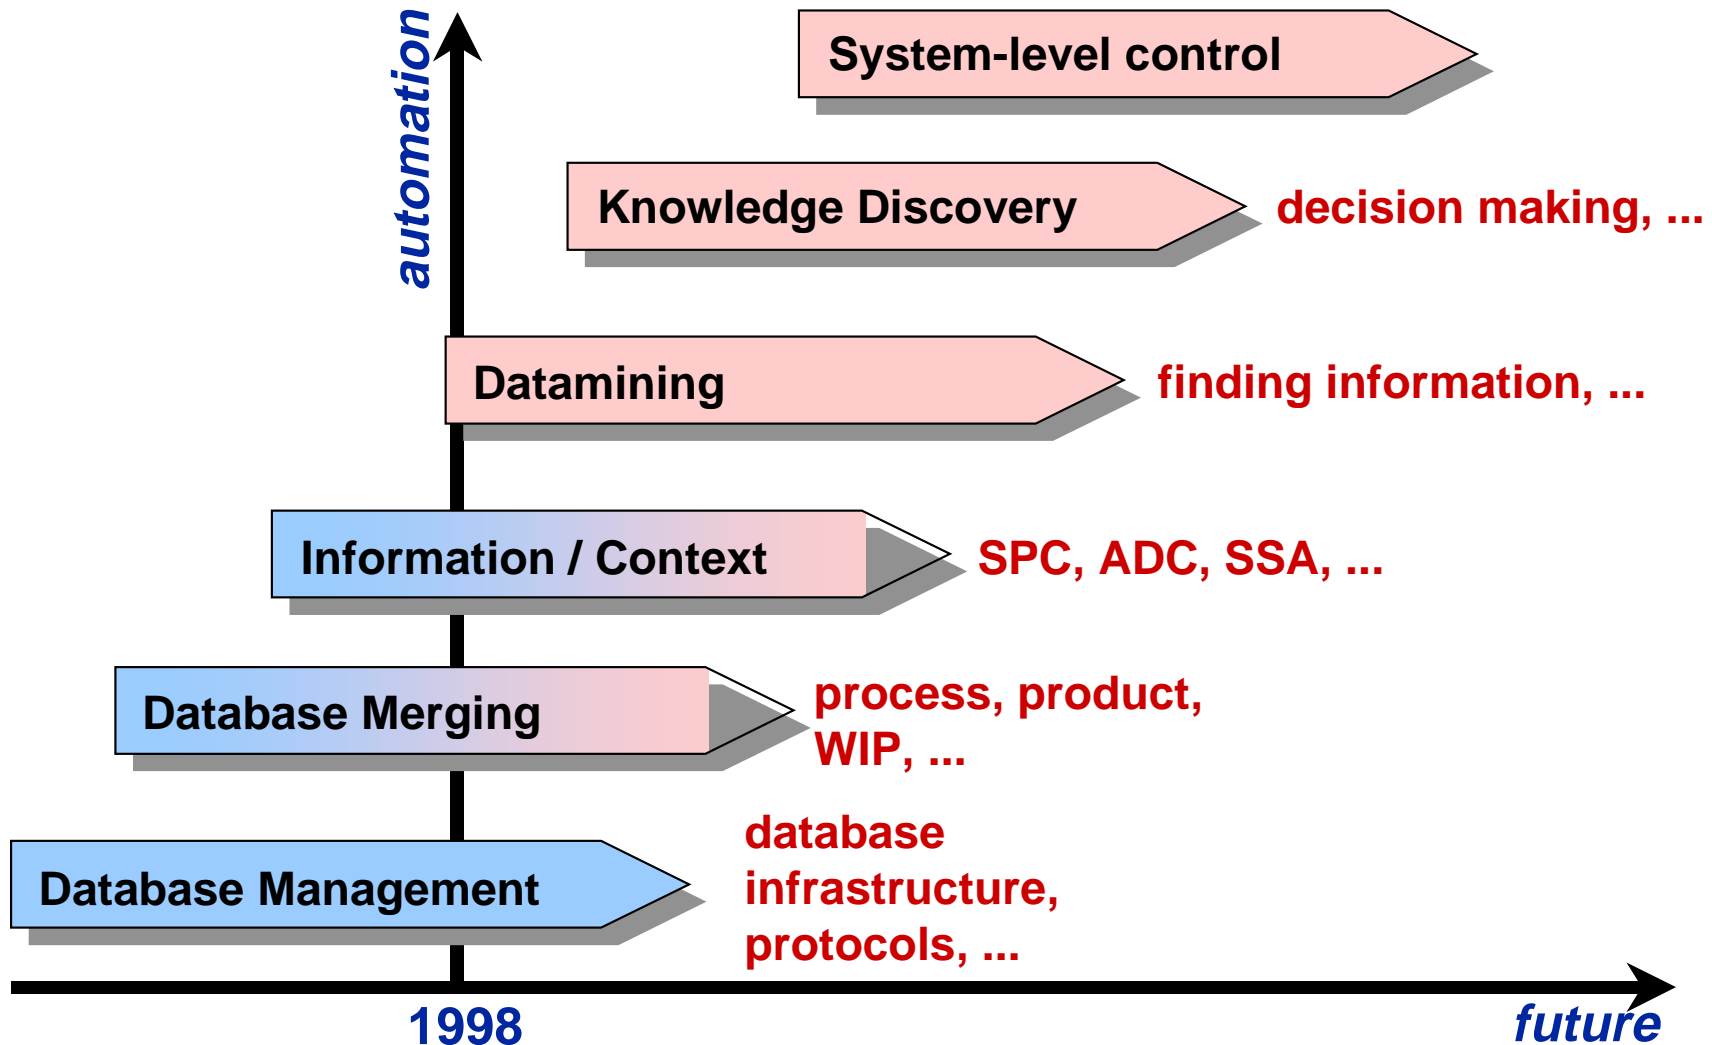 automation
System-level control
Knowledge Discovery
decision making, ...
Datamining
finding information, ...
Information / Context
SPC, ADC, SSA, ...
Database Merging
process, product,
WIP, ...
Database Management
database
infrastructure,
protocols, ...
1998
future